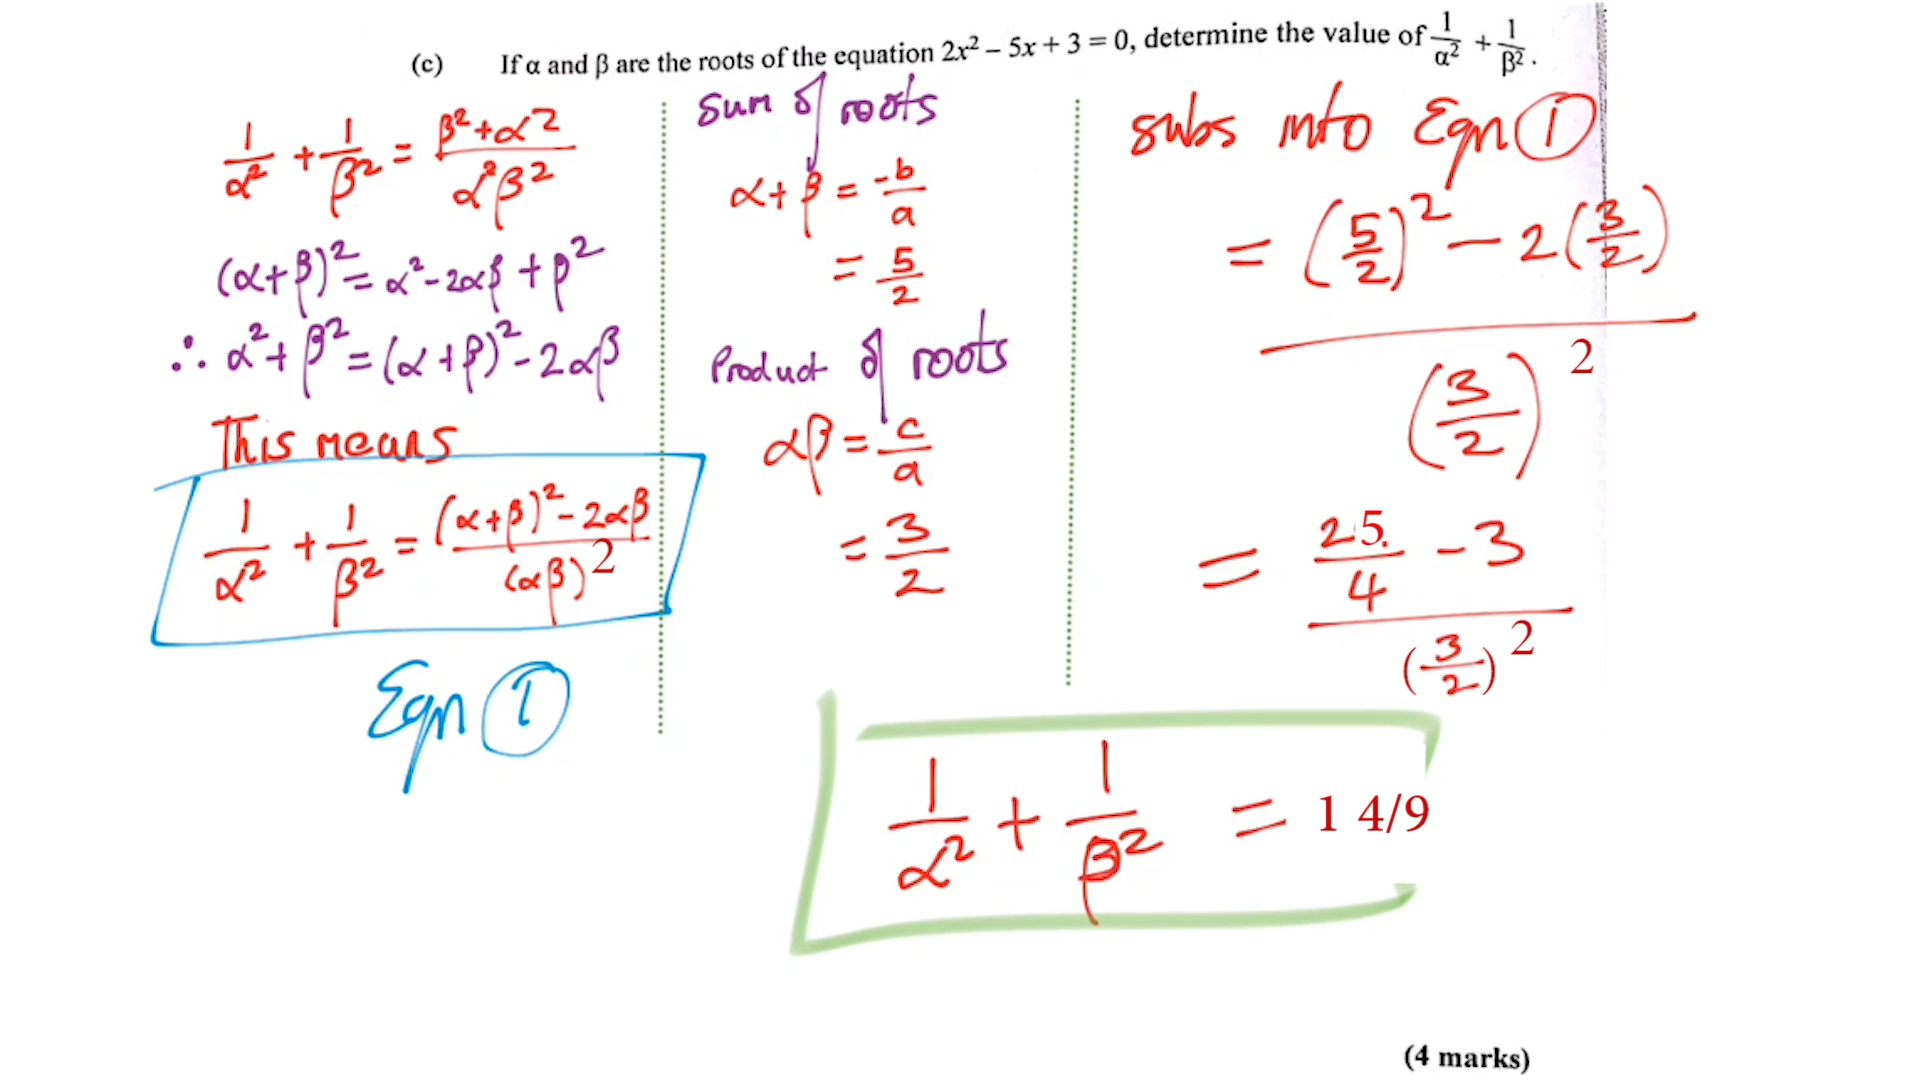 (c) If α and β are the roots of the equation 2x² – 5x + 3 = 0, determine the value of 1/α² + 1/β².
1/α² + 1/β² = (β² + α²)/(α²β²)
(α+β)² = α² - 2αβ + β²
∴ α² + β² = (α+β)² - 2αβ
This means
1/α² + 1/β² = ((α+β)² - 2αβ)/(αβ)²
Eqn ①
Sum of roots
α + β = -b/a
= 5/2
Product of roots
αβ = c/a
= 3/2
subs into Eqn ①
= ((5/2)² - 2(3/2))/(3/2)²
= (25/4 - 3)/(3/2)²
1/α² + 1/β² = 1 4/9
(4 marks)